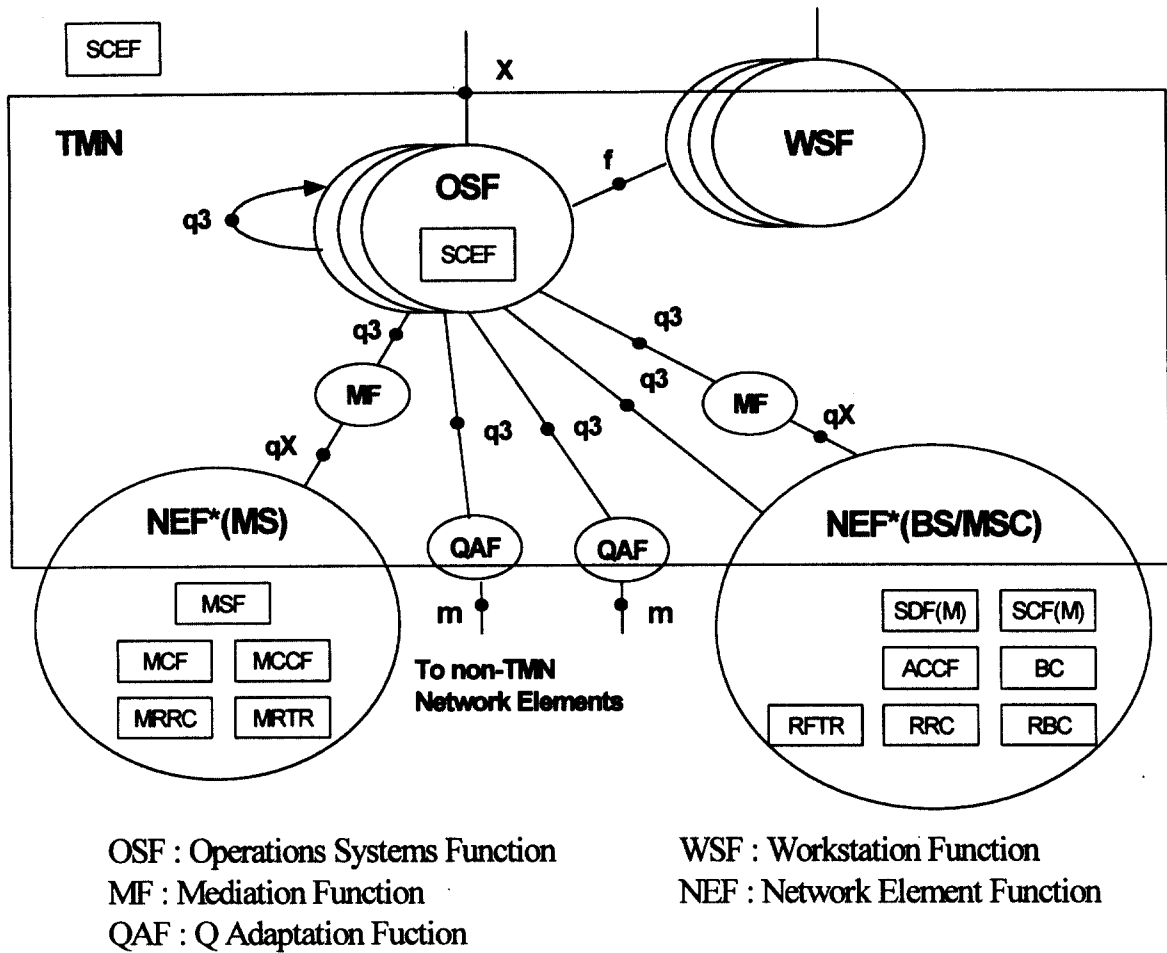 SCEF
X
TMN
WSF
f
OSF
q3
SCEF
q3
q3
MF
q3
MF
qX
q3
q3
qX
NEF*(MS)
NEF*(BS/MSC)
QAF
QAF
MSF
m
m
SDF(M)
SCF(M)
MCF
MCCF
To non-TMN
Network Elements
ACCF
BC
MRRC
MRTR
RFTR
RRC
RBC
OSF : Operations Systems Function
WSF : Workstation Function
MF : Mediation Function
NEF : Network Element Function
QAF : Q Adaptation Fuction